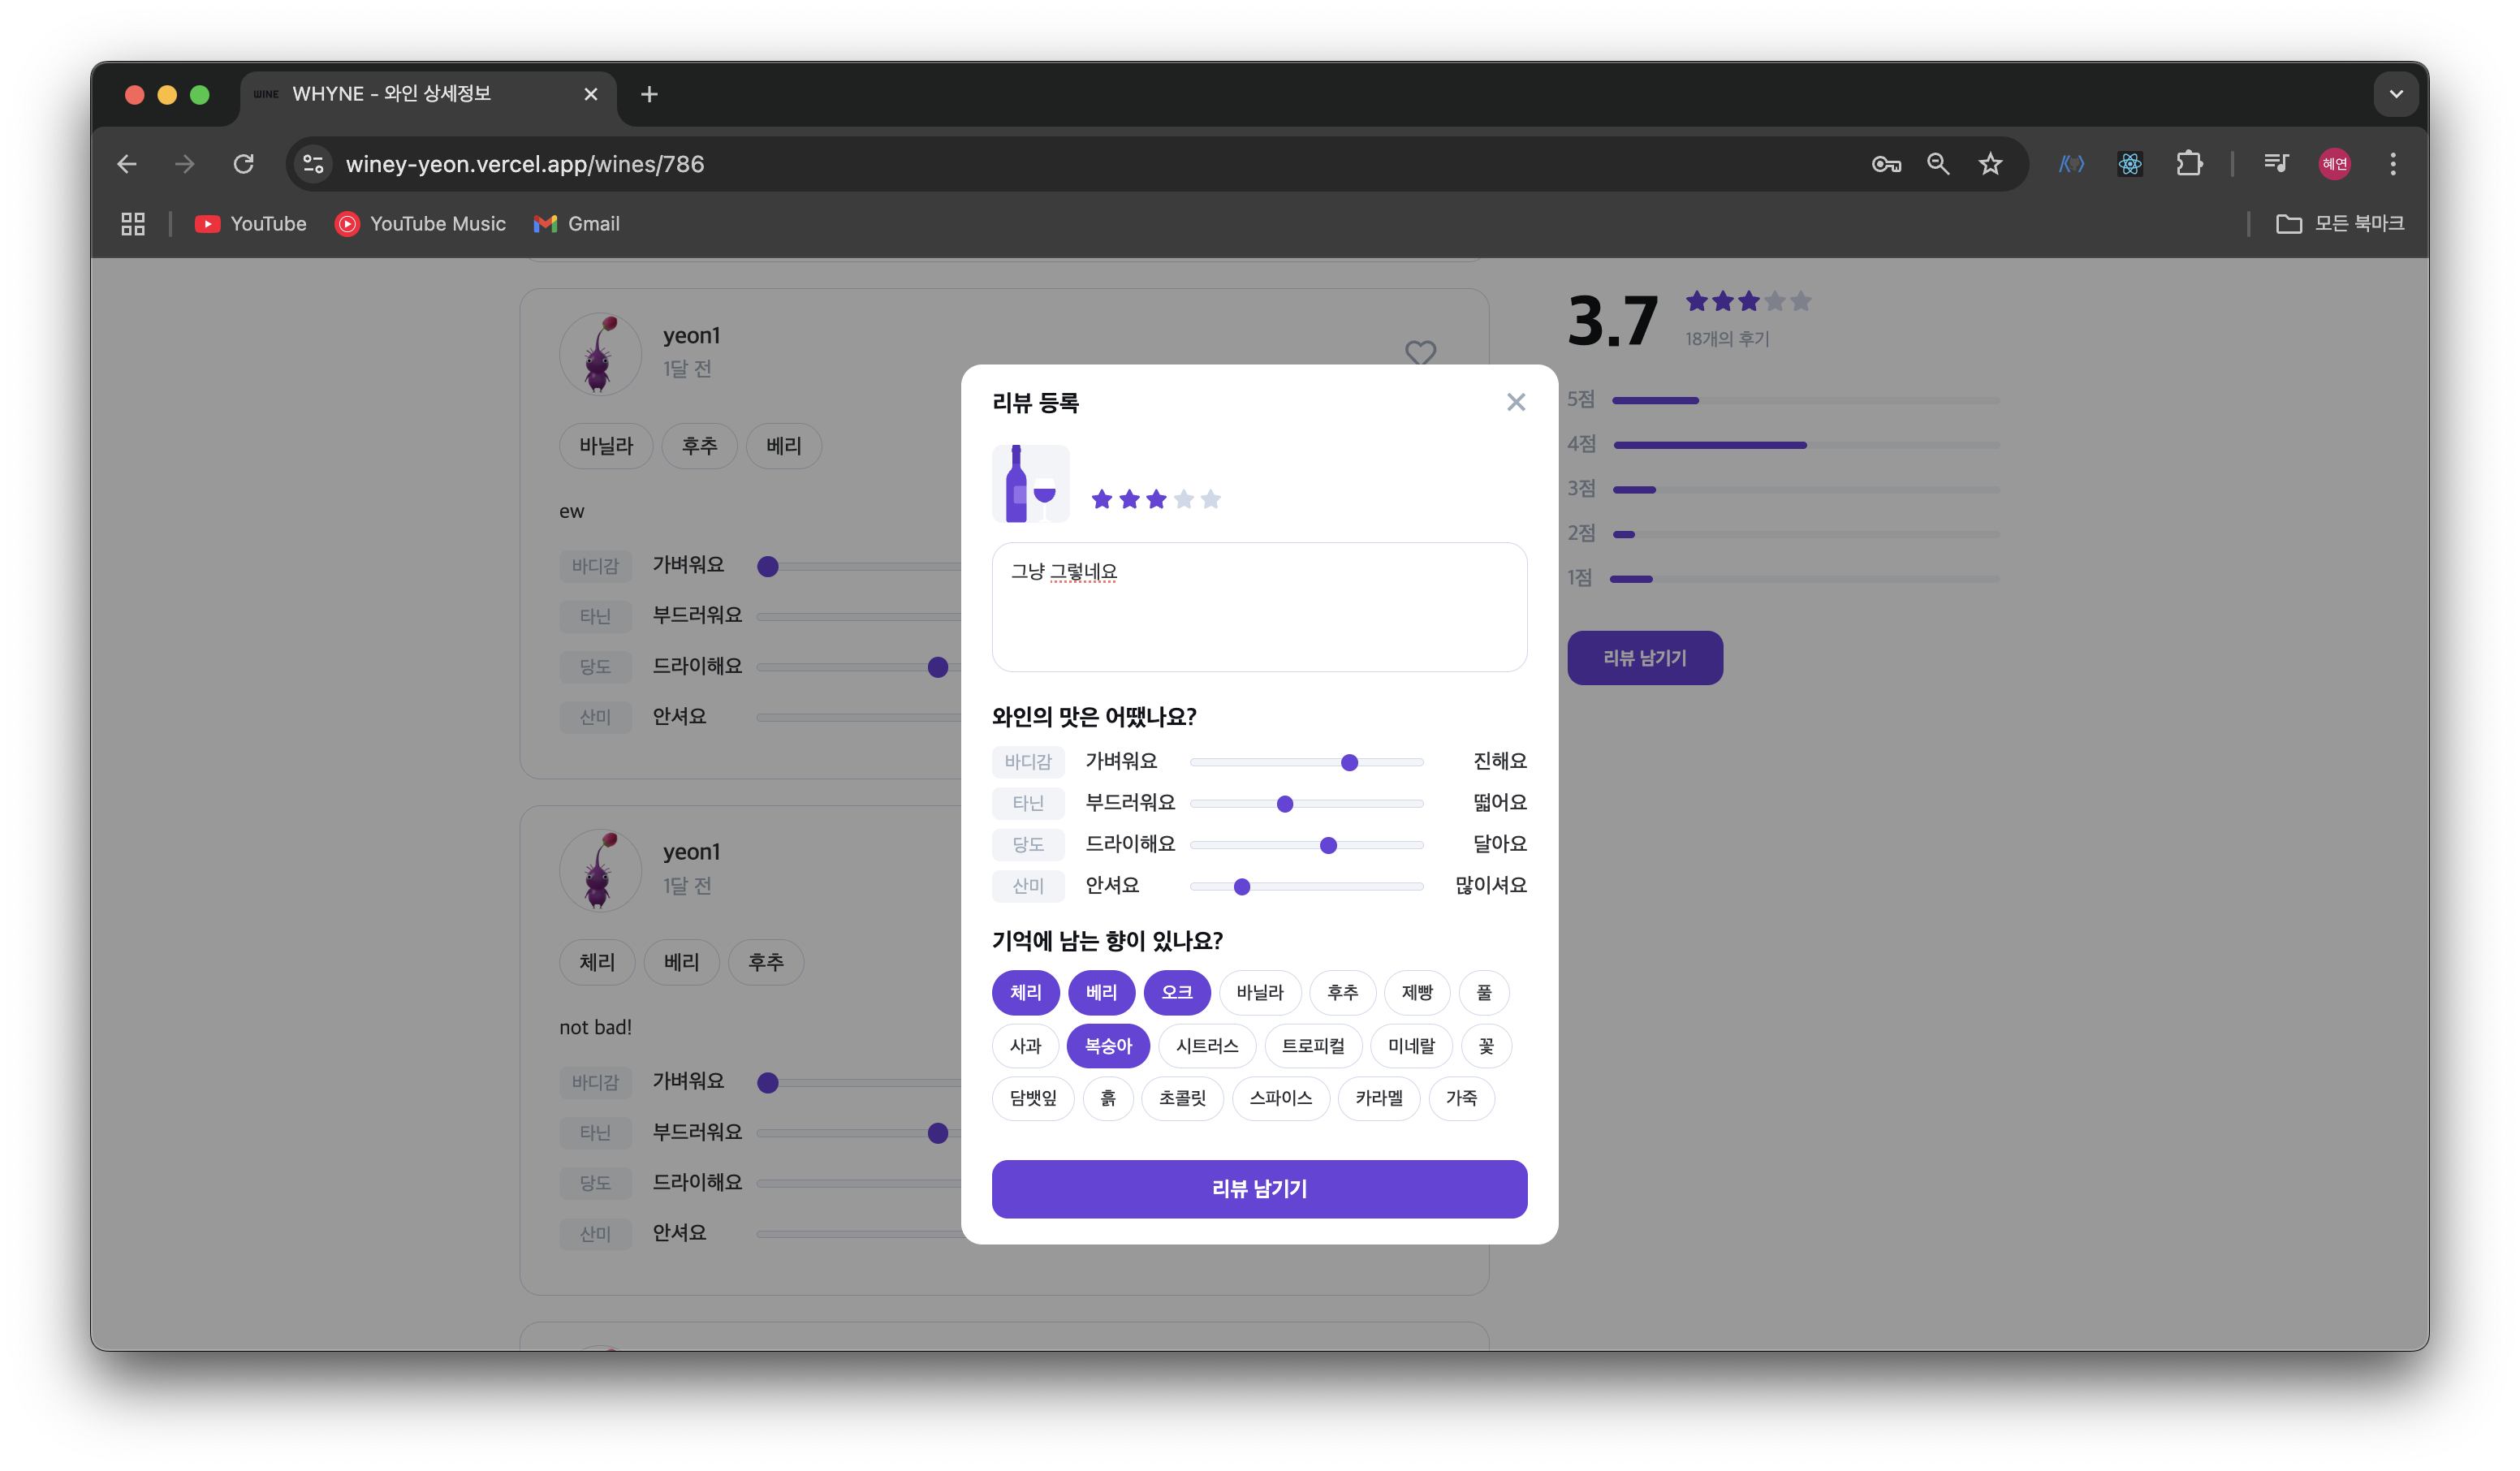 WINE WHYNE - 와인 상세정보
winey-yeon.vercel.app/wines/786
혜연
YouTube YouTube Music Gmail 모든 북마크
yeon1
1달 전
바닐라 후추 베리
ew
바디감 가벼워요
타닌 부드러워요
당도 드라이해요
산미 안셔요
yeon1
1달 전
체리 베리 후추
not bad!
바디감 가벼워요
타닌 부드러워요
당도 드라이해요
산미 안셔요
리뷰 등록
그냥 그렇네요
와인의 맛은 어땠나요?
바디감 가벼워요 진해요
타닌 부드러워요 떫어요
당도 드라이해요 달아요
산미 안셔요 많이셔요
기억에 남는 향이 있나요?
체리 베리 오크 바닐라 후추 제빵 풀
사과 복숭아 시트러스 트로피컬 미네랄 꽃
담뱃잎 흙 초콜릿 스파이스 카라멜 가죽
리뷰 남기기
3.7
18개의 후기
5점
4점
3점
2점
1점
리뷰 남기기